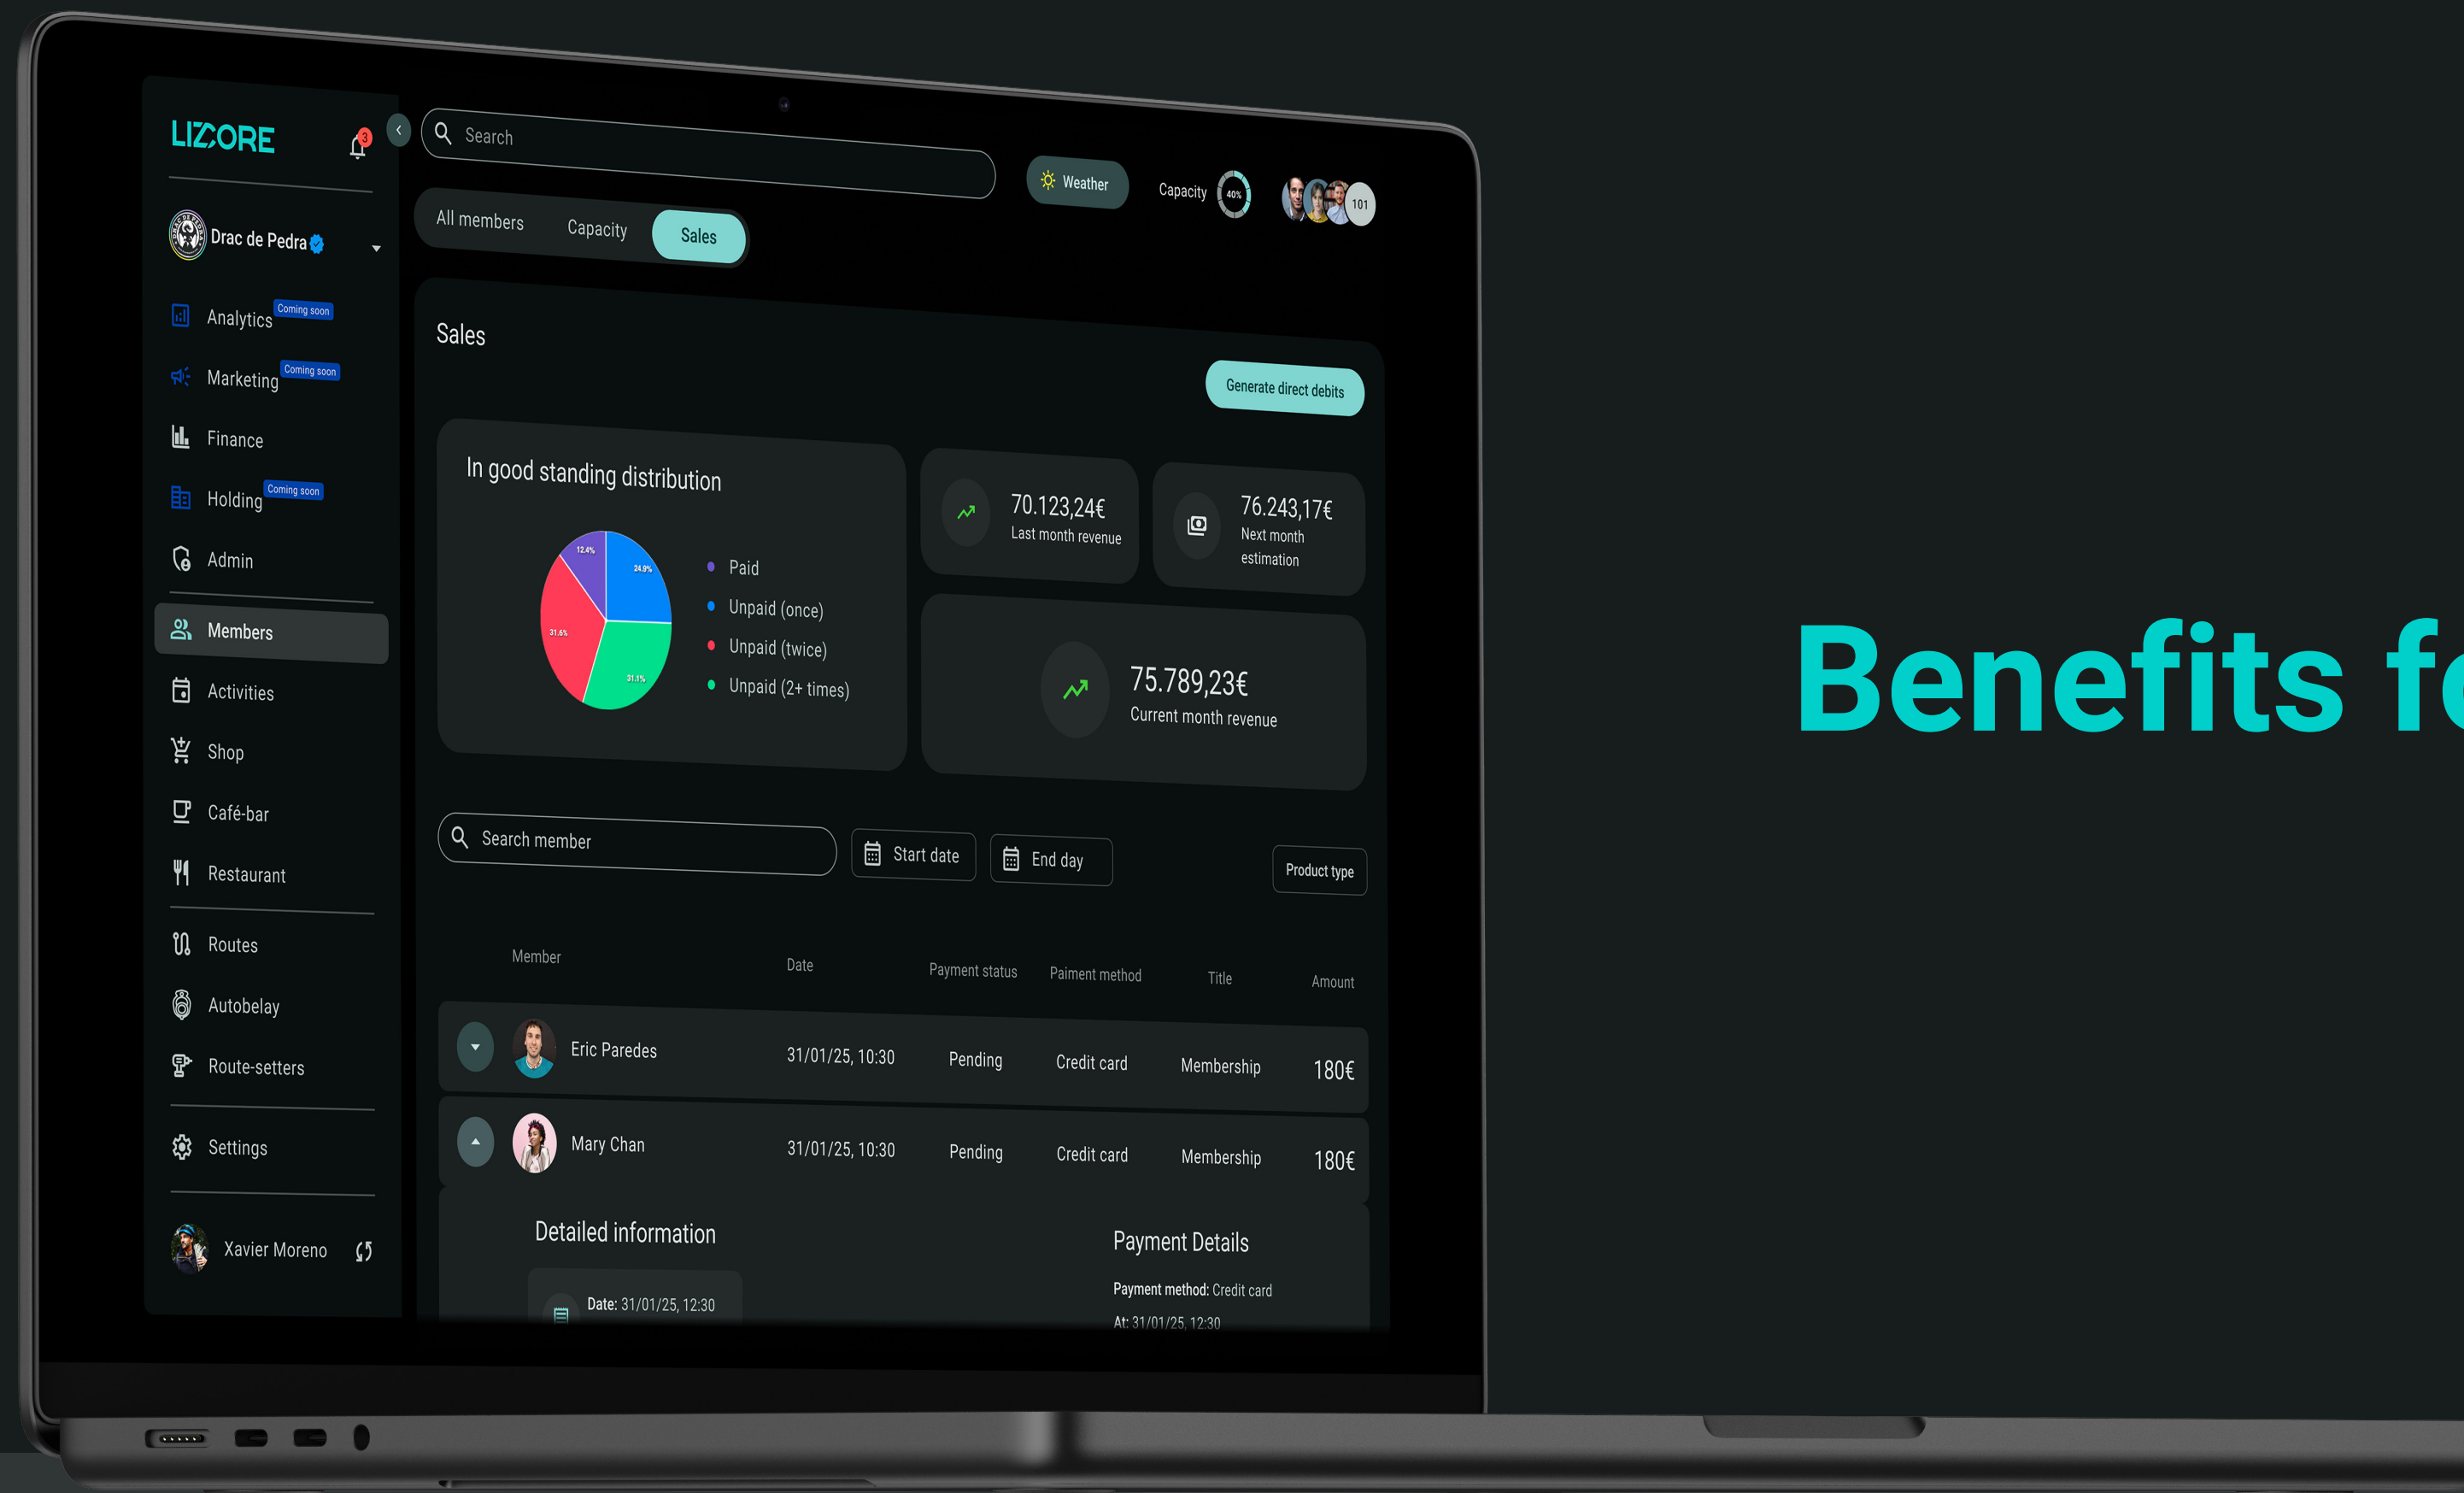 LIZCORE
3
Search
Weather
Capacity
40%
101
All members
Capacity
Sales
Drac de Pedra
Analytics
Coming soon
Marketing
Coming soon
Finance
Holding
Coming soon
Admin
Members
Activities
Shop
Café-bar
Restaurant
Routes
Autobelay
Route-setters
Settings
Xavier Moreno
Sales
Generate direct debits
In good standing distribution
12.4%
24.9%
31.6%
31.1%
Paid
Unpaid (once)
Unpaid (twice)
Unpaid (2+ times)
70.123,24€
Last month revenue
76.243,17€
Next month
estimation
75.789,23€
Current month revenue
Search member
Start date
End day
Product type
Member Date Payment status Paiment method Title Amount
Eric Paredes 31/01/25, 10:30 Pending Credit card Membership 180€
Mary Chan 31/01/25, 10:30 Pending Credit card Membership 180€
Detailed information
Date: 31/01/25, 12:30
Payment Details
Payment method: Credit card
At: 31/01/25, 12:30
Benefits